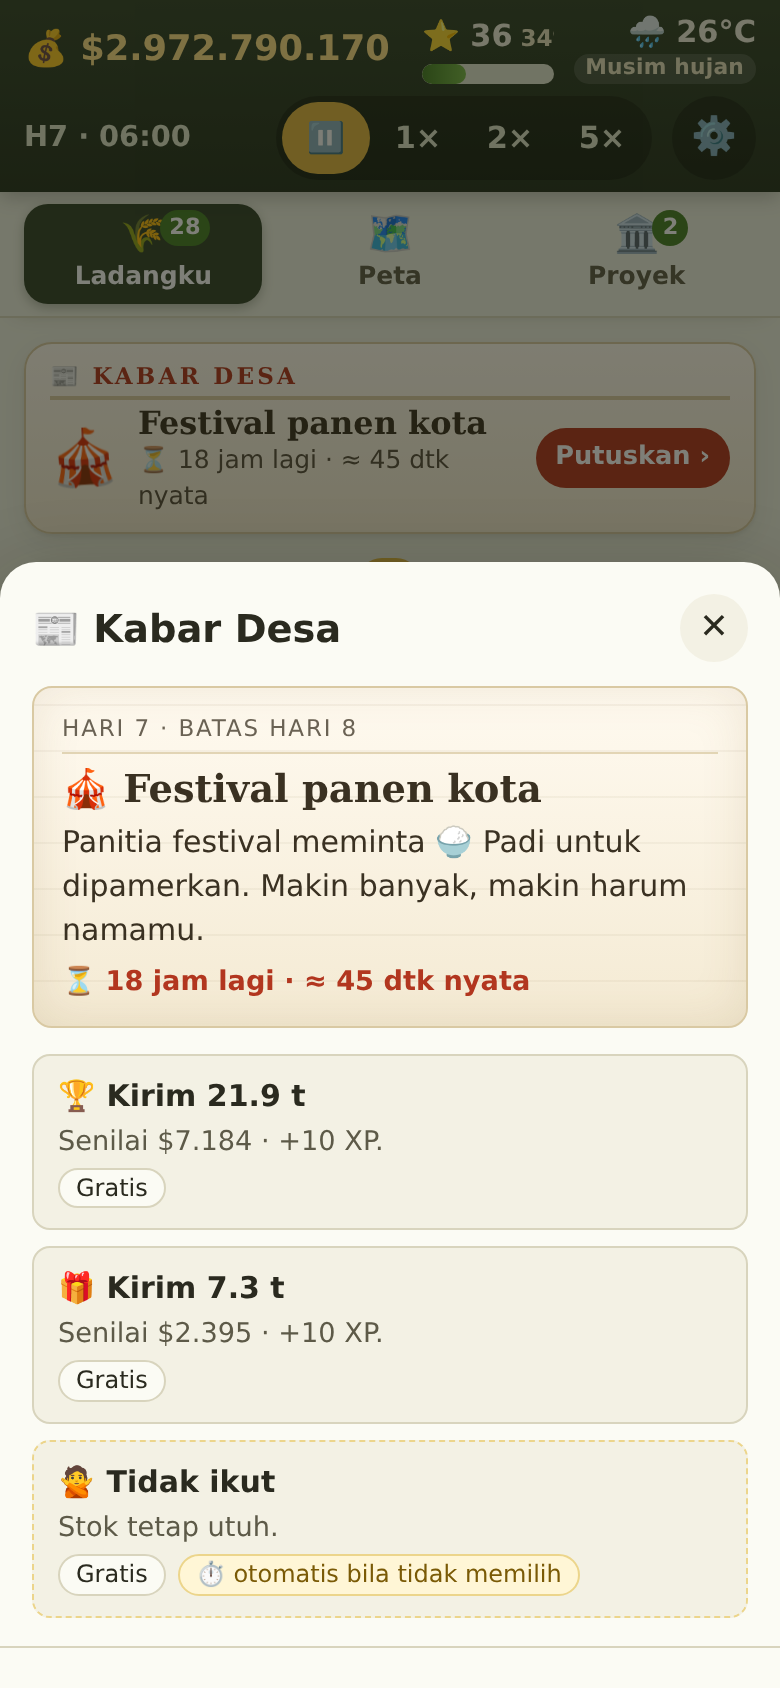 $2.972.790.170
36 34
26°C
Musim hujan
H7 · 06:00
1× 2× 5×
28
Ladangku
Peta
2
Proyek
KABAR DESA
Festival panen kota
18 jam lagi · ≈ 45 dtk
nyata
Putuskan ›
Kabar Desa
✕
HARI 7 · BATAS HARI 8
Festival panen kota
Panitia festival meminta 🍚 Padi untuk
dipamerkan. Makin banyak, makin harum
namamu.
18 jam lagi · ≈ 45 dtk nyata
Kirim 21.9 t
Senilai $7.184 · +10 XP.
Gratis
Kirim 7.3 t
Senilai $2.395 · +10 XP.
Gratis
Tidak ikut
Stok tetap utuh.
Gratis
otomatis bila tidak memilih